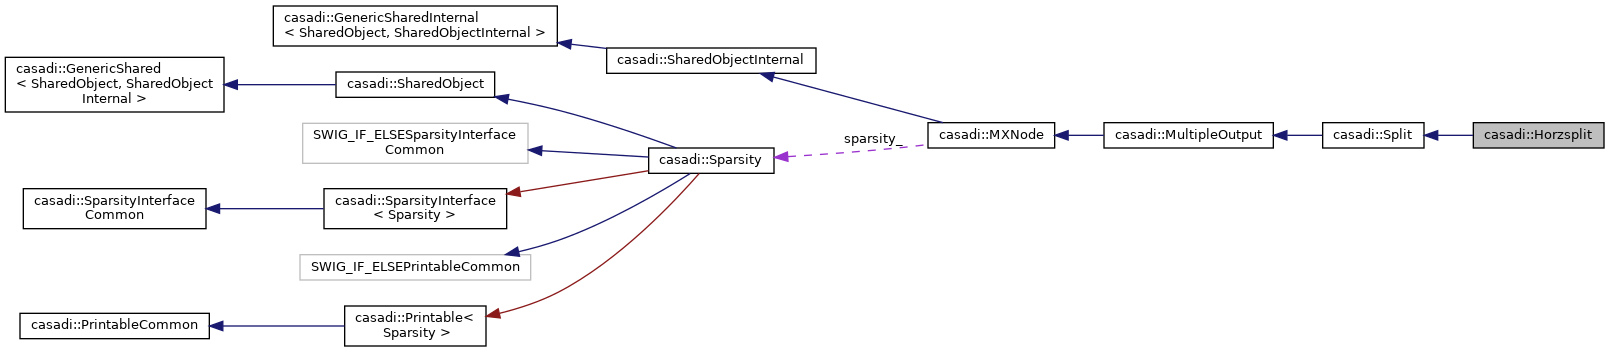 casadi::GenericSharedInternal
< SharedObject, SharedObjectInternal >
casadi::GenericShared
< SharedObject, SharedObject
Internal >
casadi::SharedObject
casadi::SharedObjectInternal
SWIG_IF_ELSESparsityInterface
Common
sparsity_
casadi::MXNode
casadi::MultipleOutput
casadi::Split
casadi::Horzsplit
casadi::Sparsity
casadi::SparsityInterface
Common
casadi::SparsityInterface
< Sparsity >
SWIG_IF_ELSEPrintableCommon
casadi::PrintableCommon
casadi::Printable<
Sparsity >